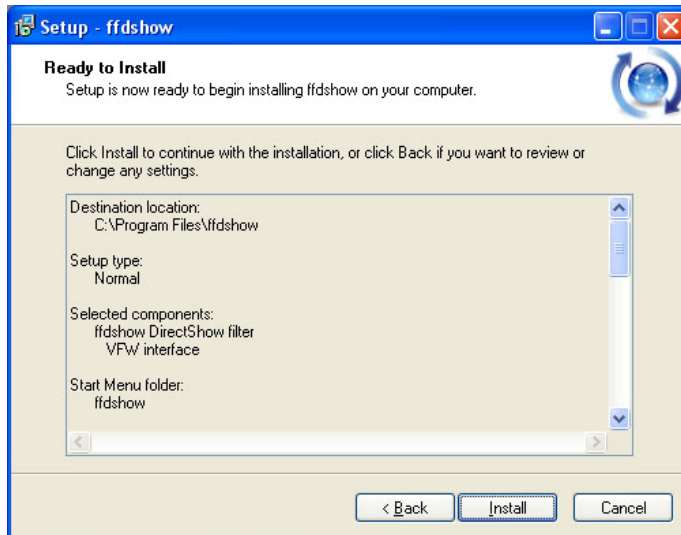 Setup - ffdshow
Ready to Install
Setup is now ready to begin installing ffdshow on your computer.
Click Install to continue with the installation, or click Back if you want to review or
change any settings.
Destination location:
C:\Program Files\ffdshow
Setup type:
Normal
Selected components:
ffdshow DirectShow filter
VFW interface
Start Menu folder:
ffdshow
< Back
Install
Cancel